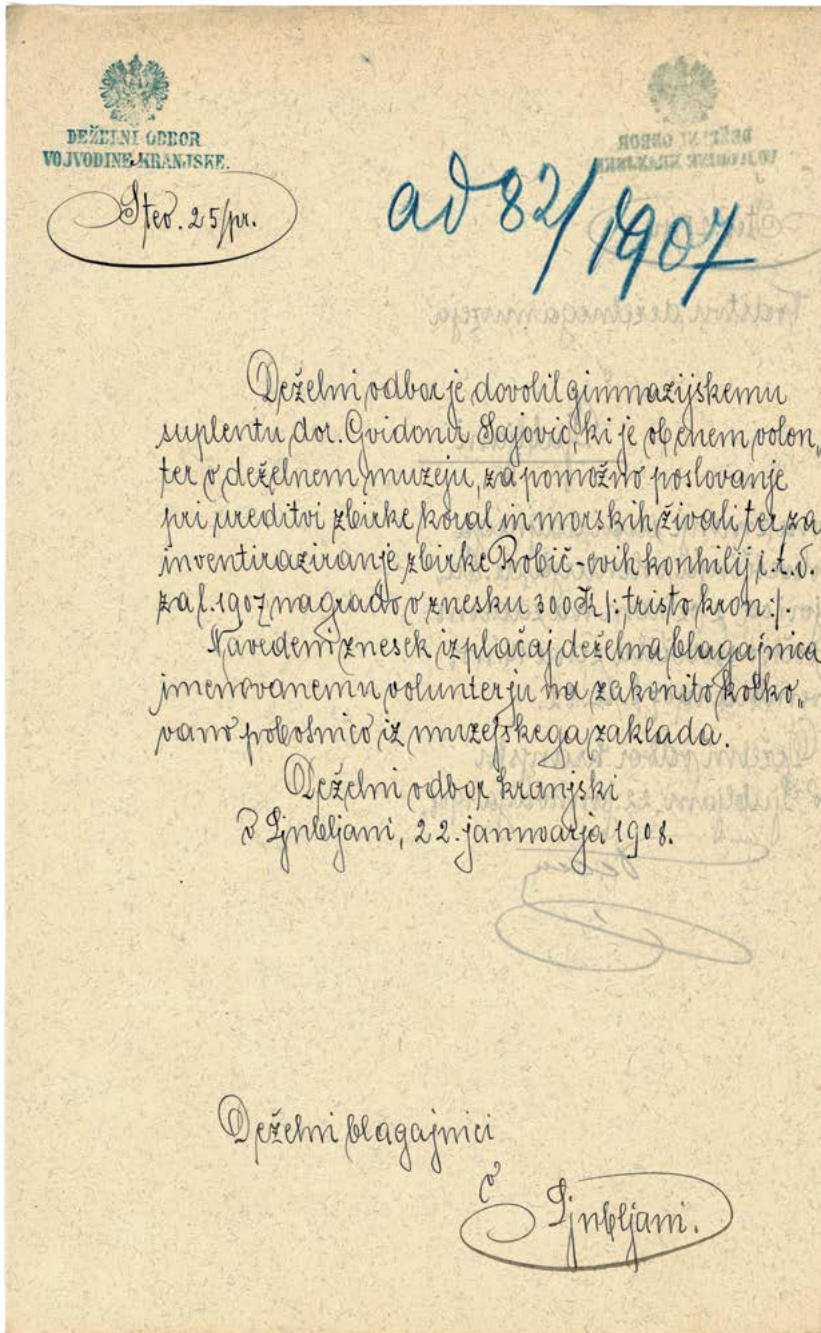 DEŽELNI ODBOR
VOJVODINE KRANJSKE.
Štev. 25/pr.
ad 82/1907
Deželni odbor je dovolil gimnazijskemu
suplentu dor. Gvidonu Sajovic, ki je obenem volon„
ter v deželnem muzeju, za pomožno poslovanje
pri ureditvi zbirke koral in morskih živali ter za
inventiraziranje zbirke Robič-evih konhilij i.t.d.
za l. 1907 nagrado v znesku 300 K /: tristo kron :/.
Navedeni znesek izplačaj deželna blagajnica
imenovanemu volunterju na zakonito kolko„
vano pobotnico iz muzejskega zaklada.
Deželni odbor kranjski
v Ljubljani, 22. januvarja 1908.
Deželni blagajnici
v
Ljubljani.